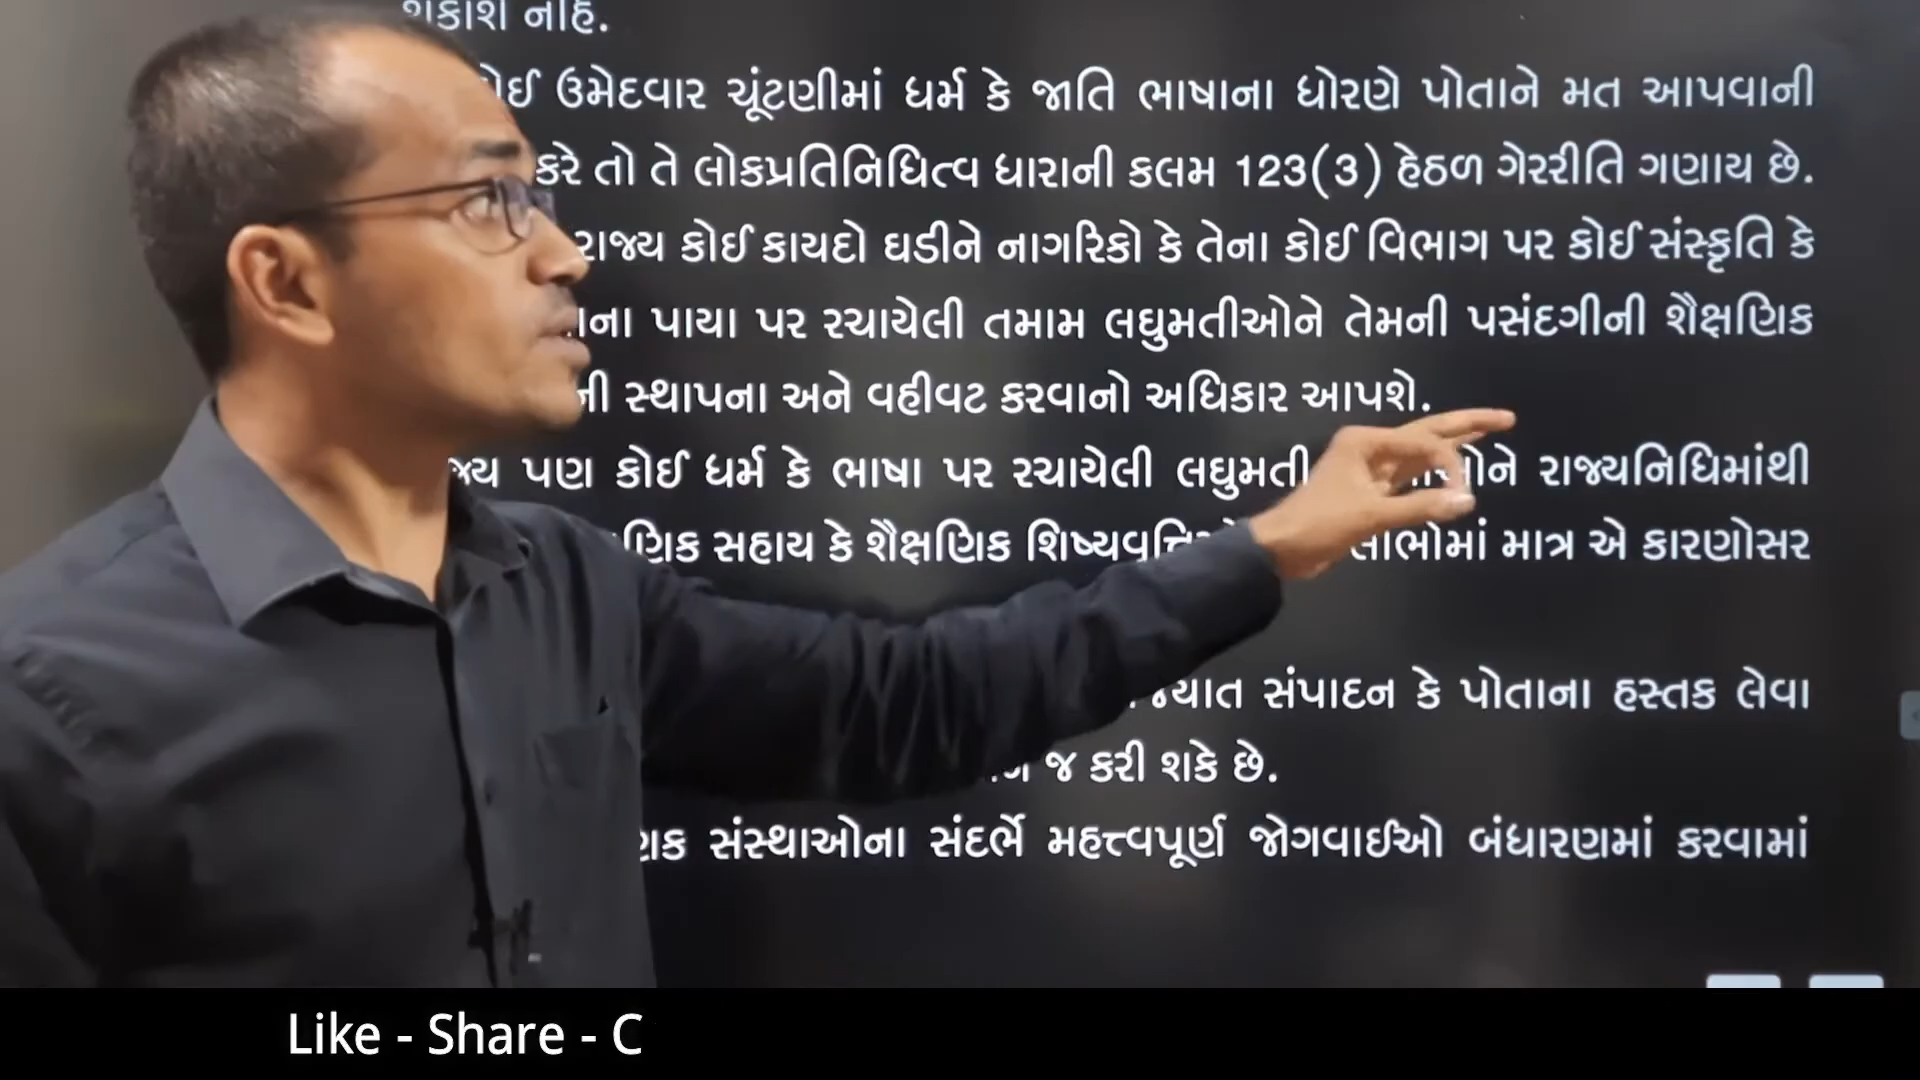 શકાશે નહિ.
ઉમેદવાર ચૂંટણીમાં ધર્મ કે જાતિ ભાષાના ધોરણે પોતાને મત આપવાની
કરે તો તે લોકપ્રતિનિધિત્વ ધારાની કલમ 123(3) હેઠળ ગેરરીતિ ગણાય છે.
રાજ્ય કોઈ કાયદો ઘડીને નાગરિકો કે તેના કોઈ વિભાગ પર કોઈ સંસ્કૃતિ કે
પાયા પર રચાયેલી તમામ લઘુમતીઓને તેમની પસંદગીની શૈક્ષણિક
ની સ્થાપના અને વહીવટ કરવાનો અધિકાર આપશે.
પણ કોઈ ધર્મ કે ભાષા પર રચાયેલી લઘુમતી રાજ્યનિધિમાંથી
સહાય કે શૈક્ષણિક લાભોમાં માત્ર એ કારણોસર
સંપાદન કે પોતાના હસ્તક લેવા
જ કરી શકે છે.
સંસ્થાઓના સંદર્ભે મહત્ત્વપૂર્ણ જોગવાઈઓ બંધારણમાં કરવામાં
Like - Share - C